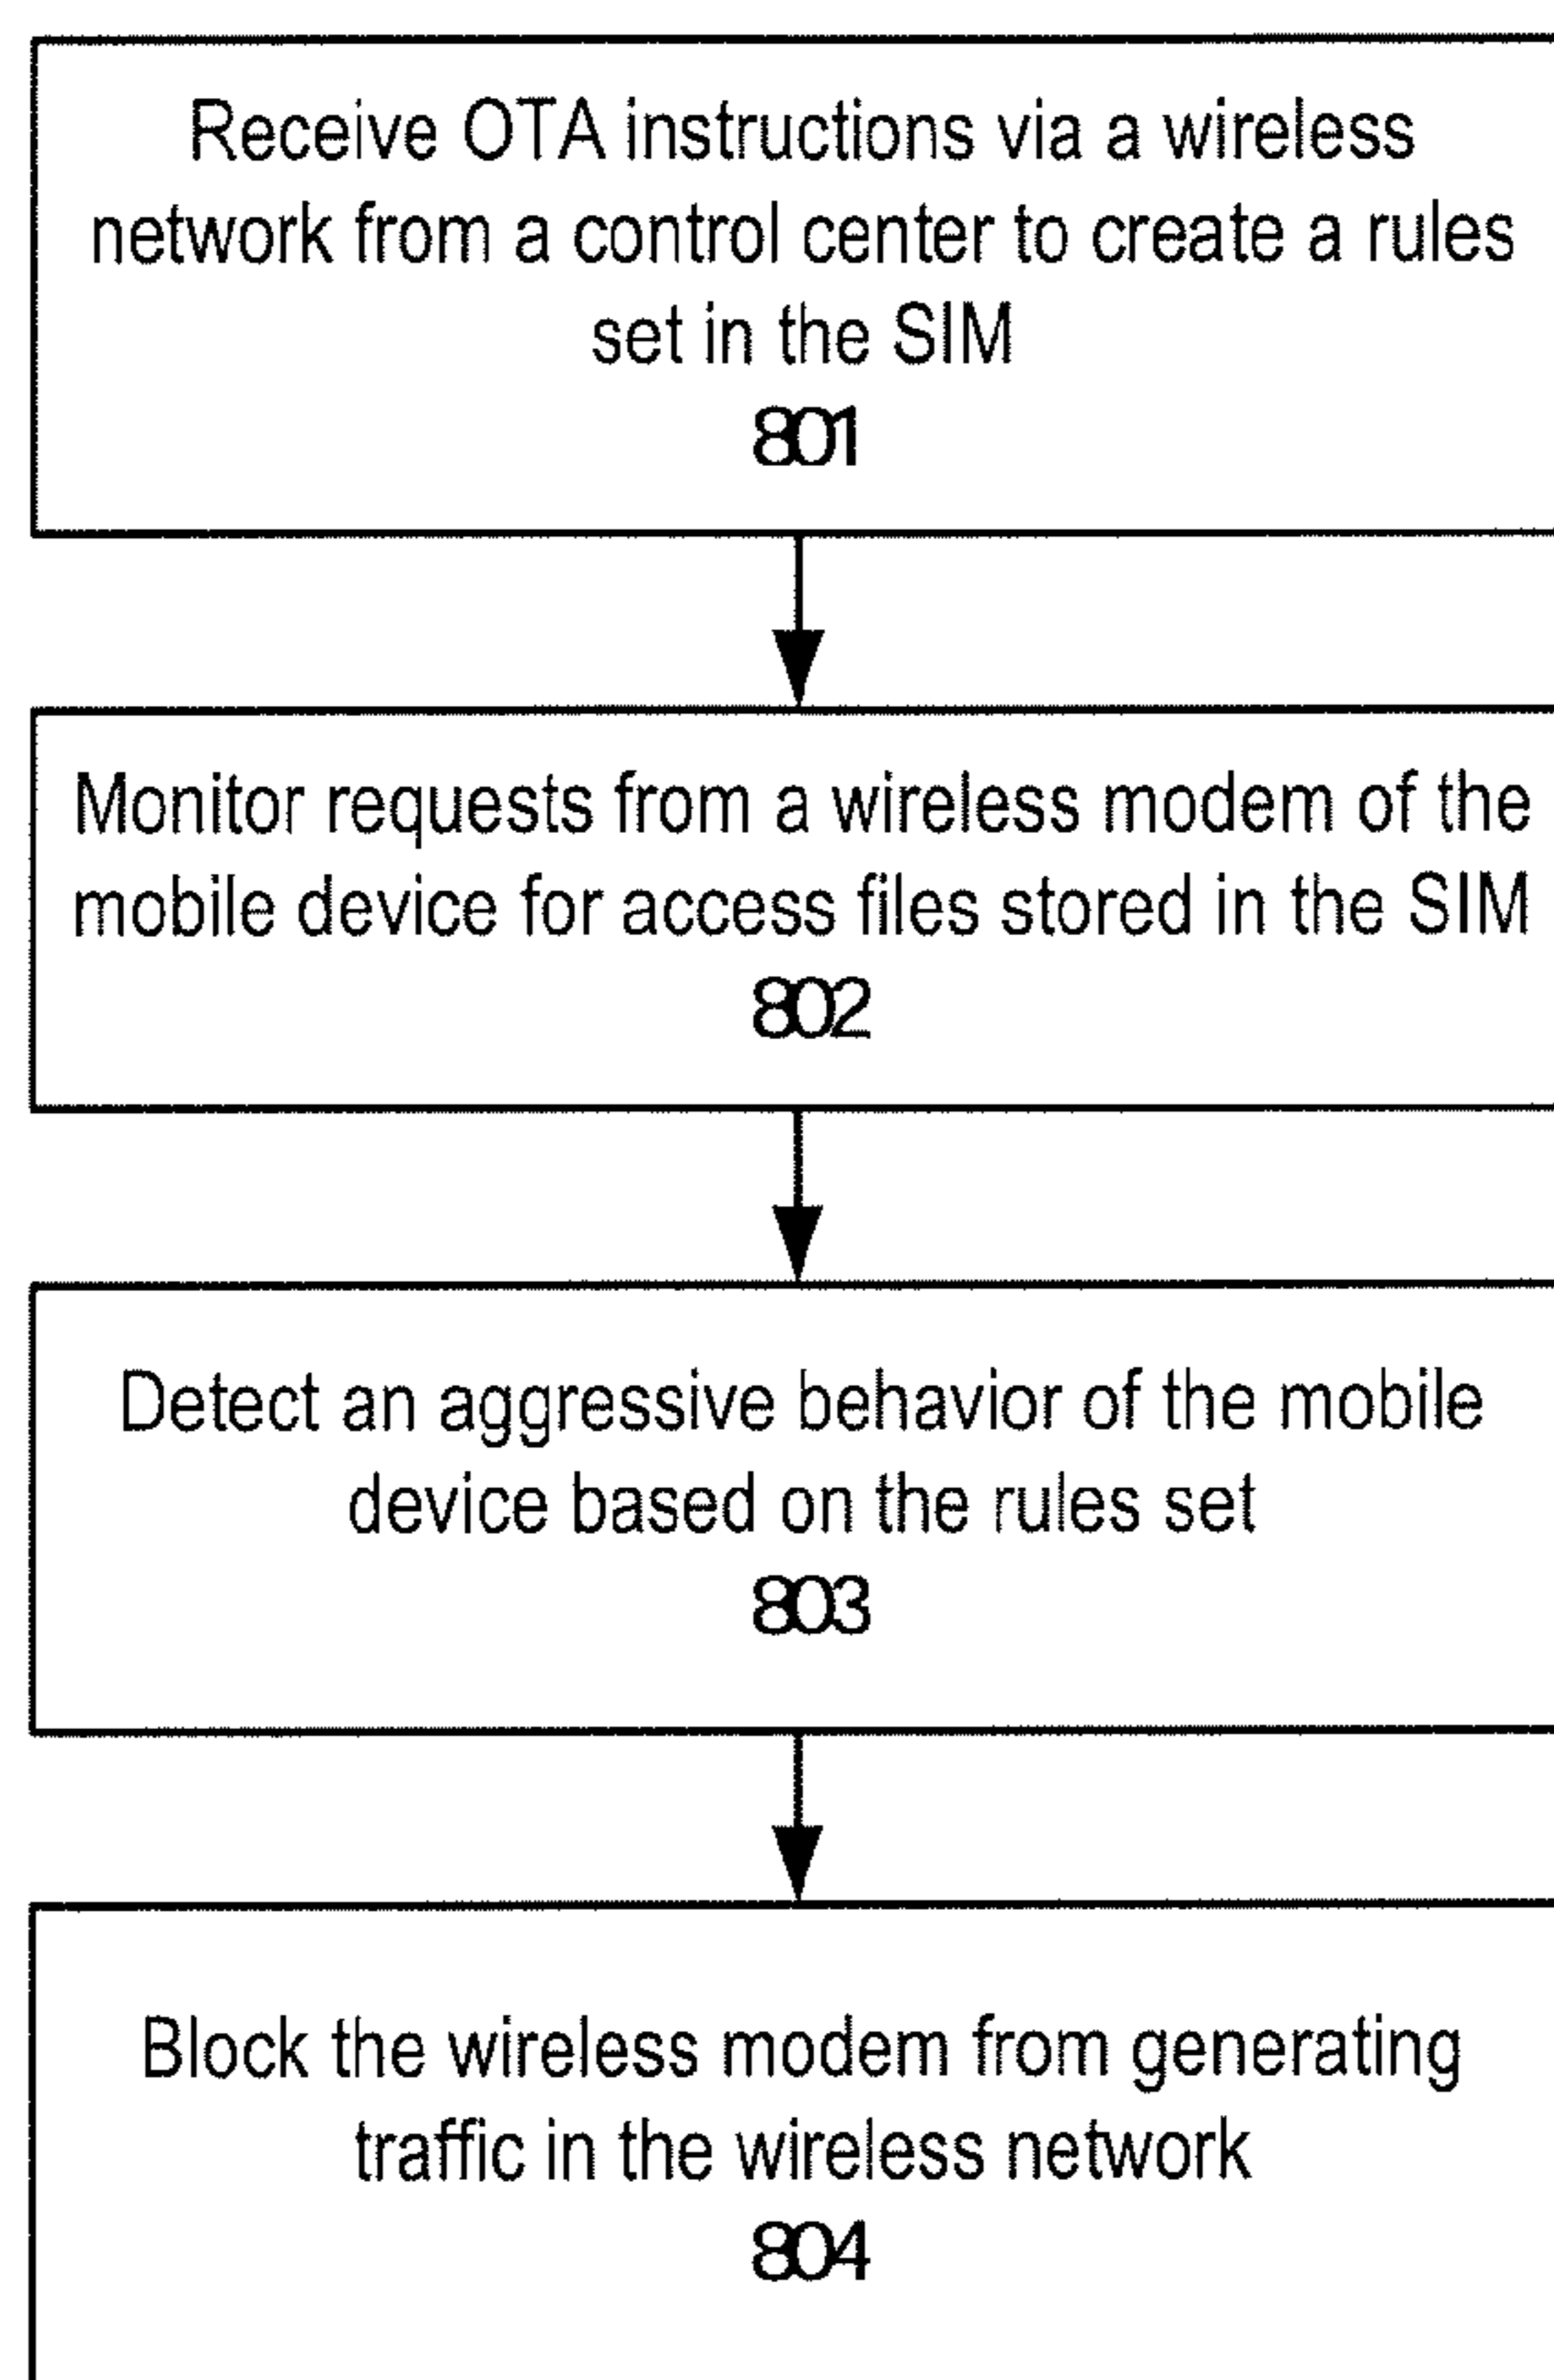 Receive OTA instructions via a wireless
network from a control center to create a rules
set in the SIM
801
Monitor requests from a wireless modem of the
mobile device for access files stored in the SIM
802
Detect an aggressive behavior of the mobile
device based on the rules set
803
Block the wireless modem from generating
traffic in the wireless network
804